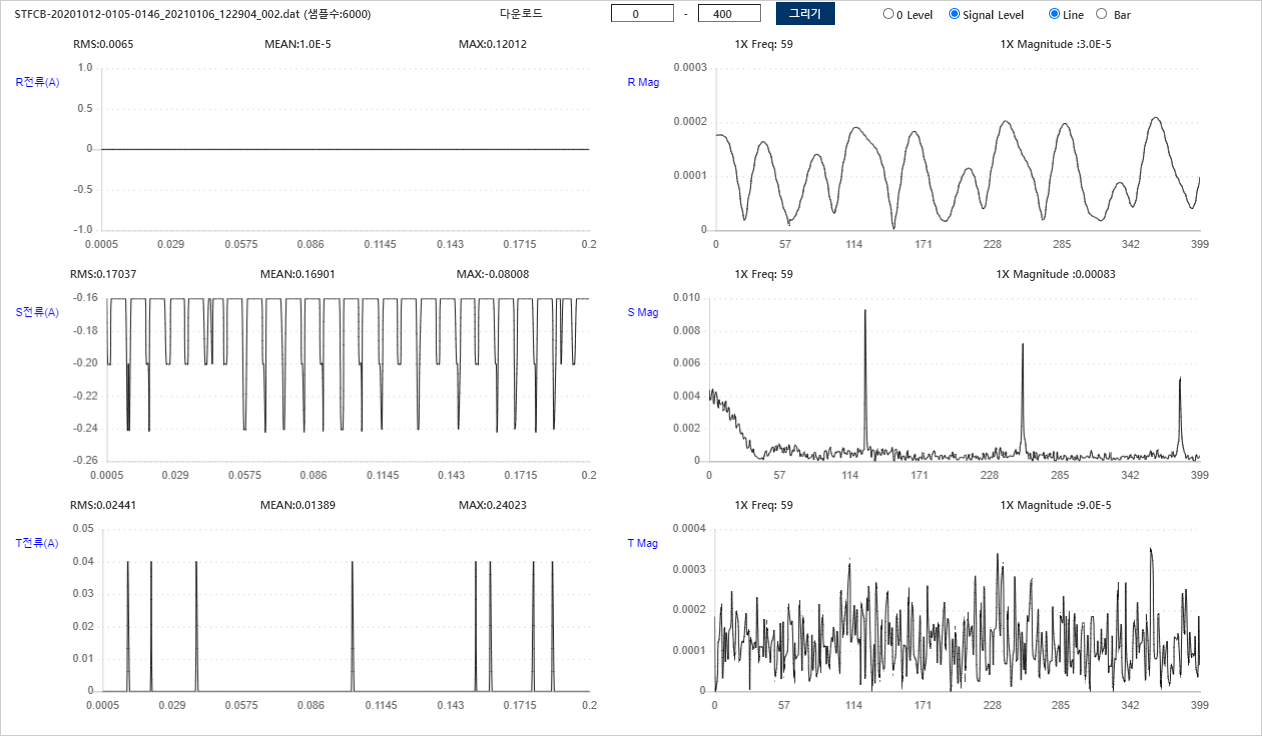 STFCB-20201012-0105-0146_20210106_122904_002.dat (샘플수:6000) 다운로드 0 - 400 그리기 0 Level Signal Level Line Bar
RMS:0.0065 MEAN:1.0E-5 MAX:0.12012
R전류(A)
1.0
0.5
0
-0.5
-1.0
0.0005 0.029 0.0575 0.086 0.1145 0.143 0.1715 0.2
1X Freq: 59 1X Magnitude :3.0E-5
R Mag
0.0003
0.0002
0.0001
0
0 57 114 171 228 285 342 399
RMS:0.17037 MEAN:0.16901 MAX:-0.08008
S전류(A)
-0.16
-0.18
-0.20
-0.22
-0.24
-0.26
0.0005 0.029 0.0575 0.086 0.1145 0.143 0.1715 0.2
1X Freq: 59 1X Magnitude :0.00083
S Mag
0.010
0.008
0.006
0.004
0.002
0
0 57 114 171 228 285 342 399
RMS:0.02441 MEAN:0.01389 MAX:0.24023
T전류(A)
0.05
0.04
0.03
0.02
0.01
0
0.0005 0.029 0.0575 0.086 0.1145 0.143 0.1715 0.2
1X Freq: 59 1X Magnitude :9.0E-5
T Mag
0.0004
0.0003
0.0002
0.0001
0
0 57 114 171 228 285 342 399